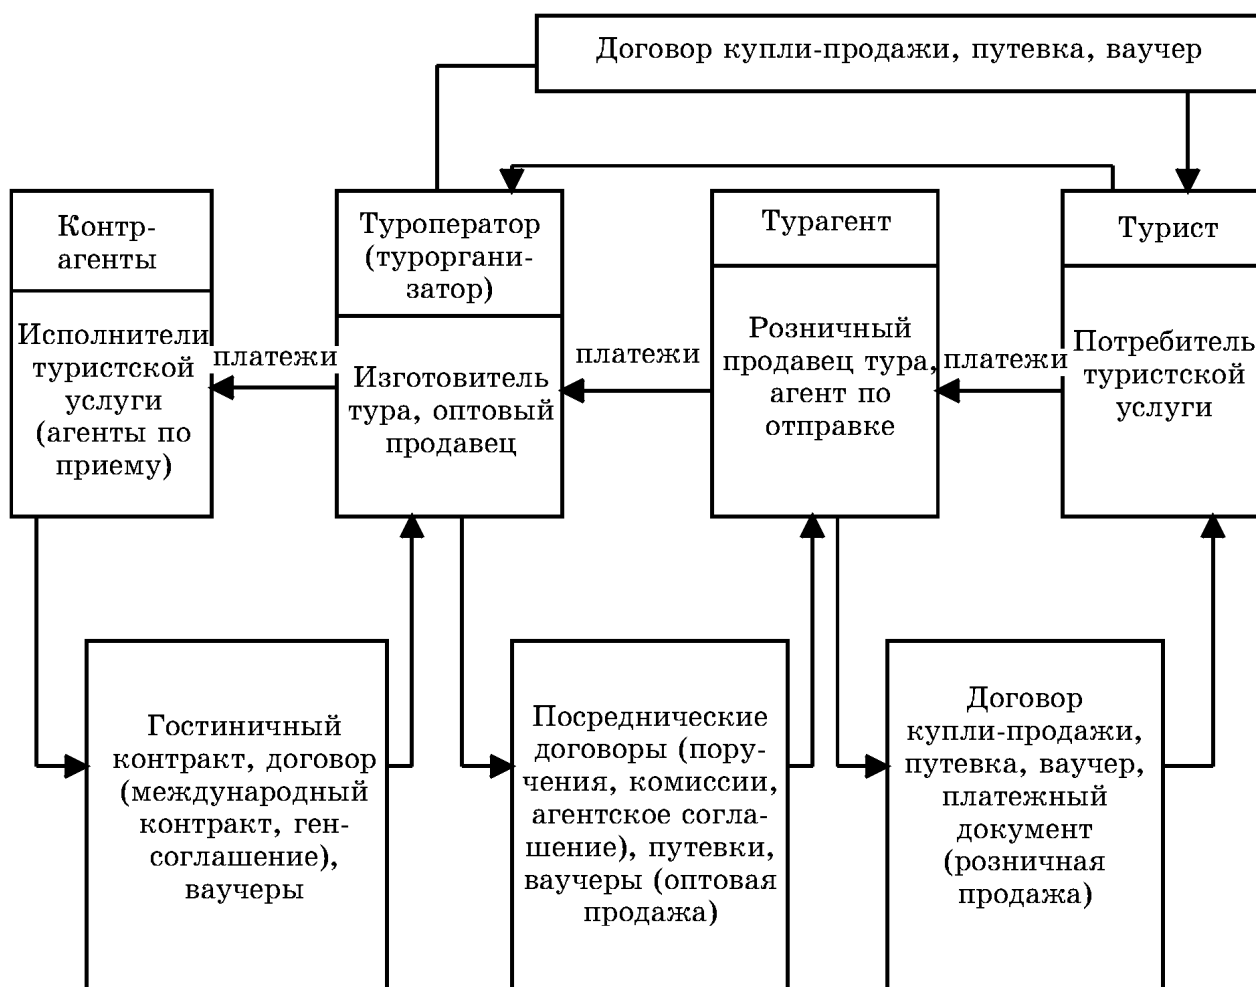 Договор купли-продажи, путевка, ваучер
Контр-
агенты
Исполнители
туристской
услуги
(агенты по
приему)
платежи
Туроператор
(туроргани-
затор)
Изготовитель
тура, оптовый
продавец
платежи
Турагент
Розничный
продавец тура,
агент по
отправке
платежи
Турист
Потребитель
туристской
услуги
Гостиничный
контракт, договор
(международный
контракт, ген-
соглашение),
ваучеры
Посреднические
договоры (пору-
чения, комиссии,
агентское согла-
шение), путевки,
ваучеры (оптовая
продажа)
Договор
купли-продажи,
путевка, ваучер,
платежный
документ
(розничная
продажа)